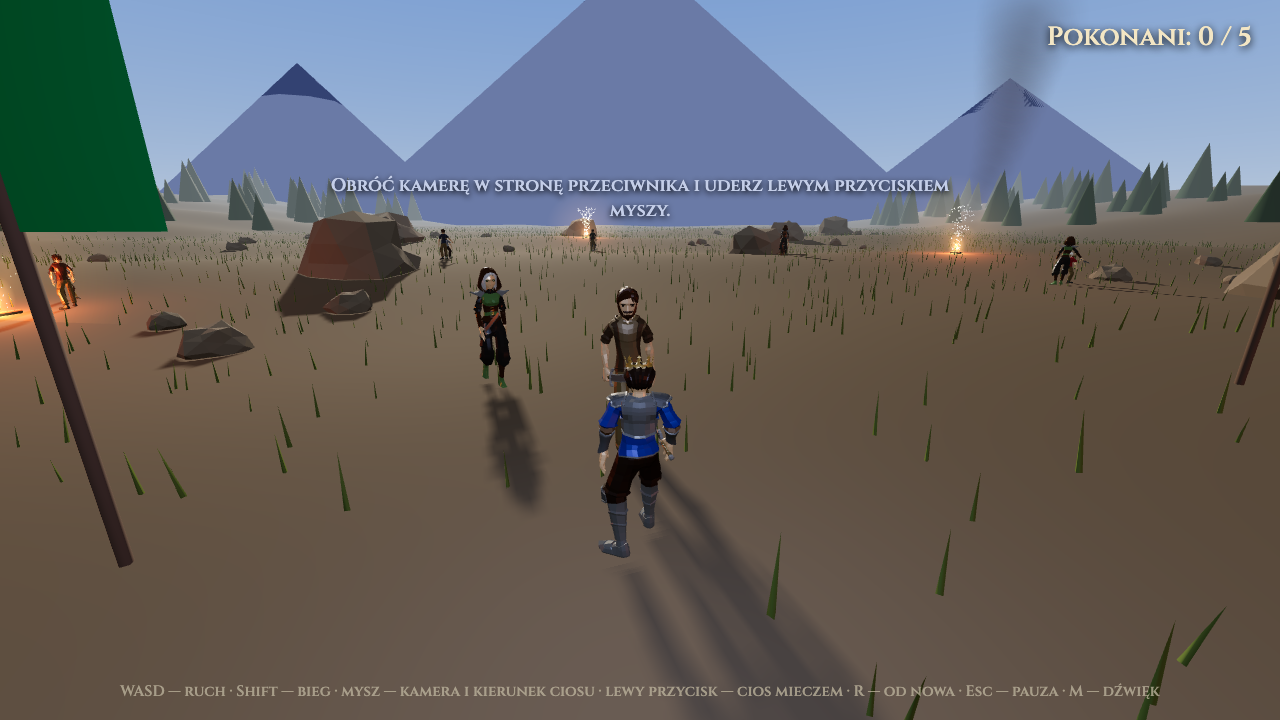 Pokonani: 0 / 5
Obróć kamerę w stronę przeciwnika i uderz lewym przyciskiem
myszy.
WASD — ruch · Shift — bieg · mysz — kamera i kierunek ciosu · lewy przycisk — cios mieczem · R — od nowa · Esc — pauza · M — dźwięk